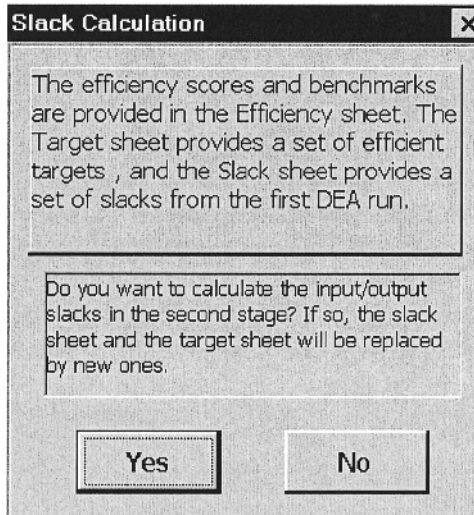 Slack Calculation
The efficiency scores and benchmarks
are provided in the Efficiency sheet. The
Target sheet provides a set of efficient
targets , and the Slack sheet provides a
set of slacks from the first DEA run.
Do you want to calculate the input/output
slacks in the second stage? If so, the slack
sheet and the target sheet will be replaced
by new ones.
Yes
No